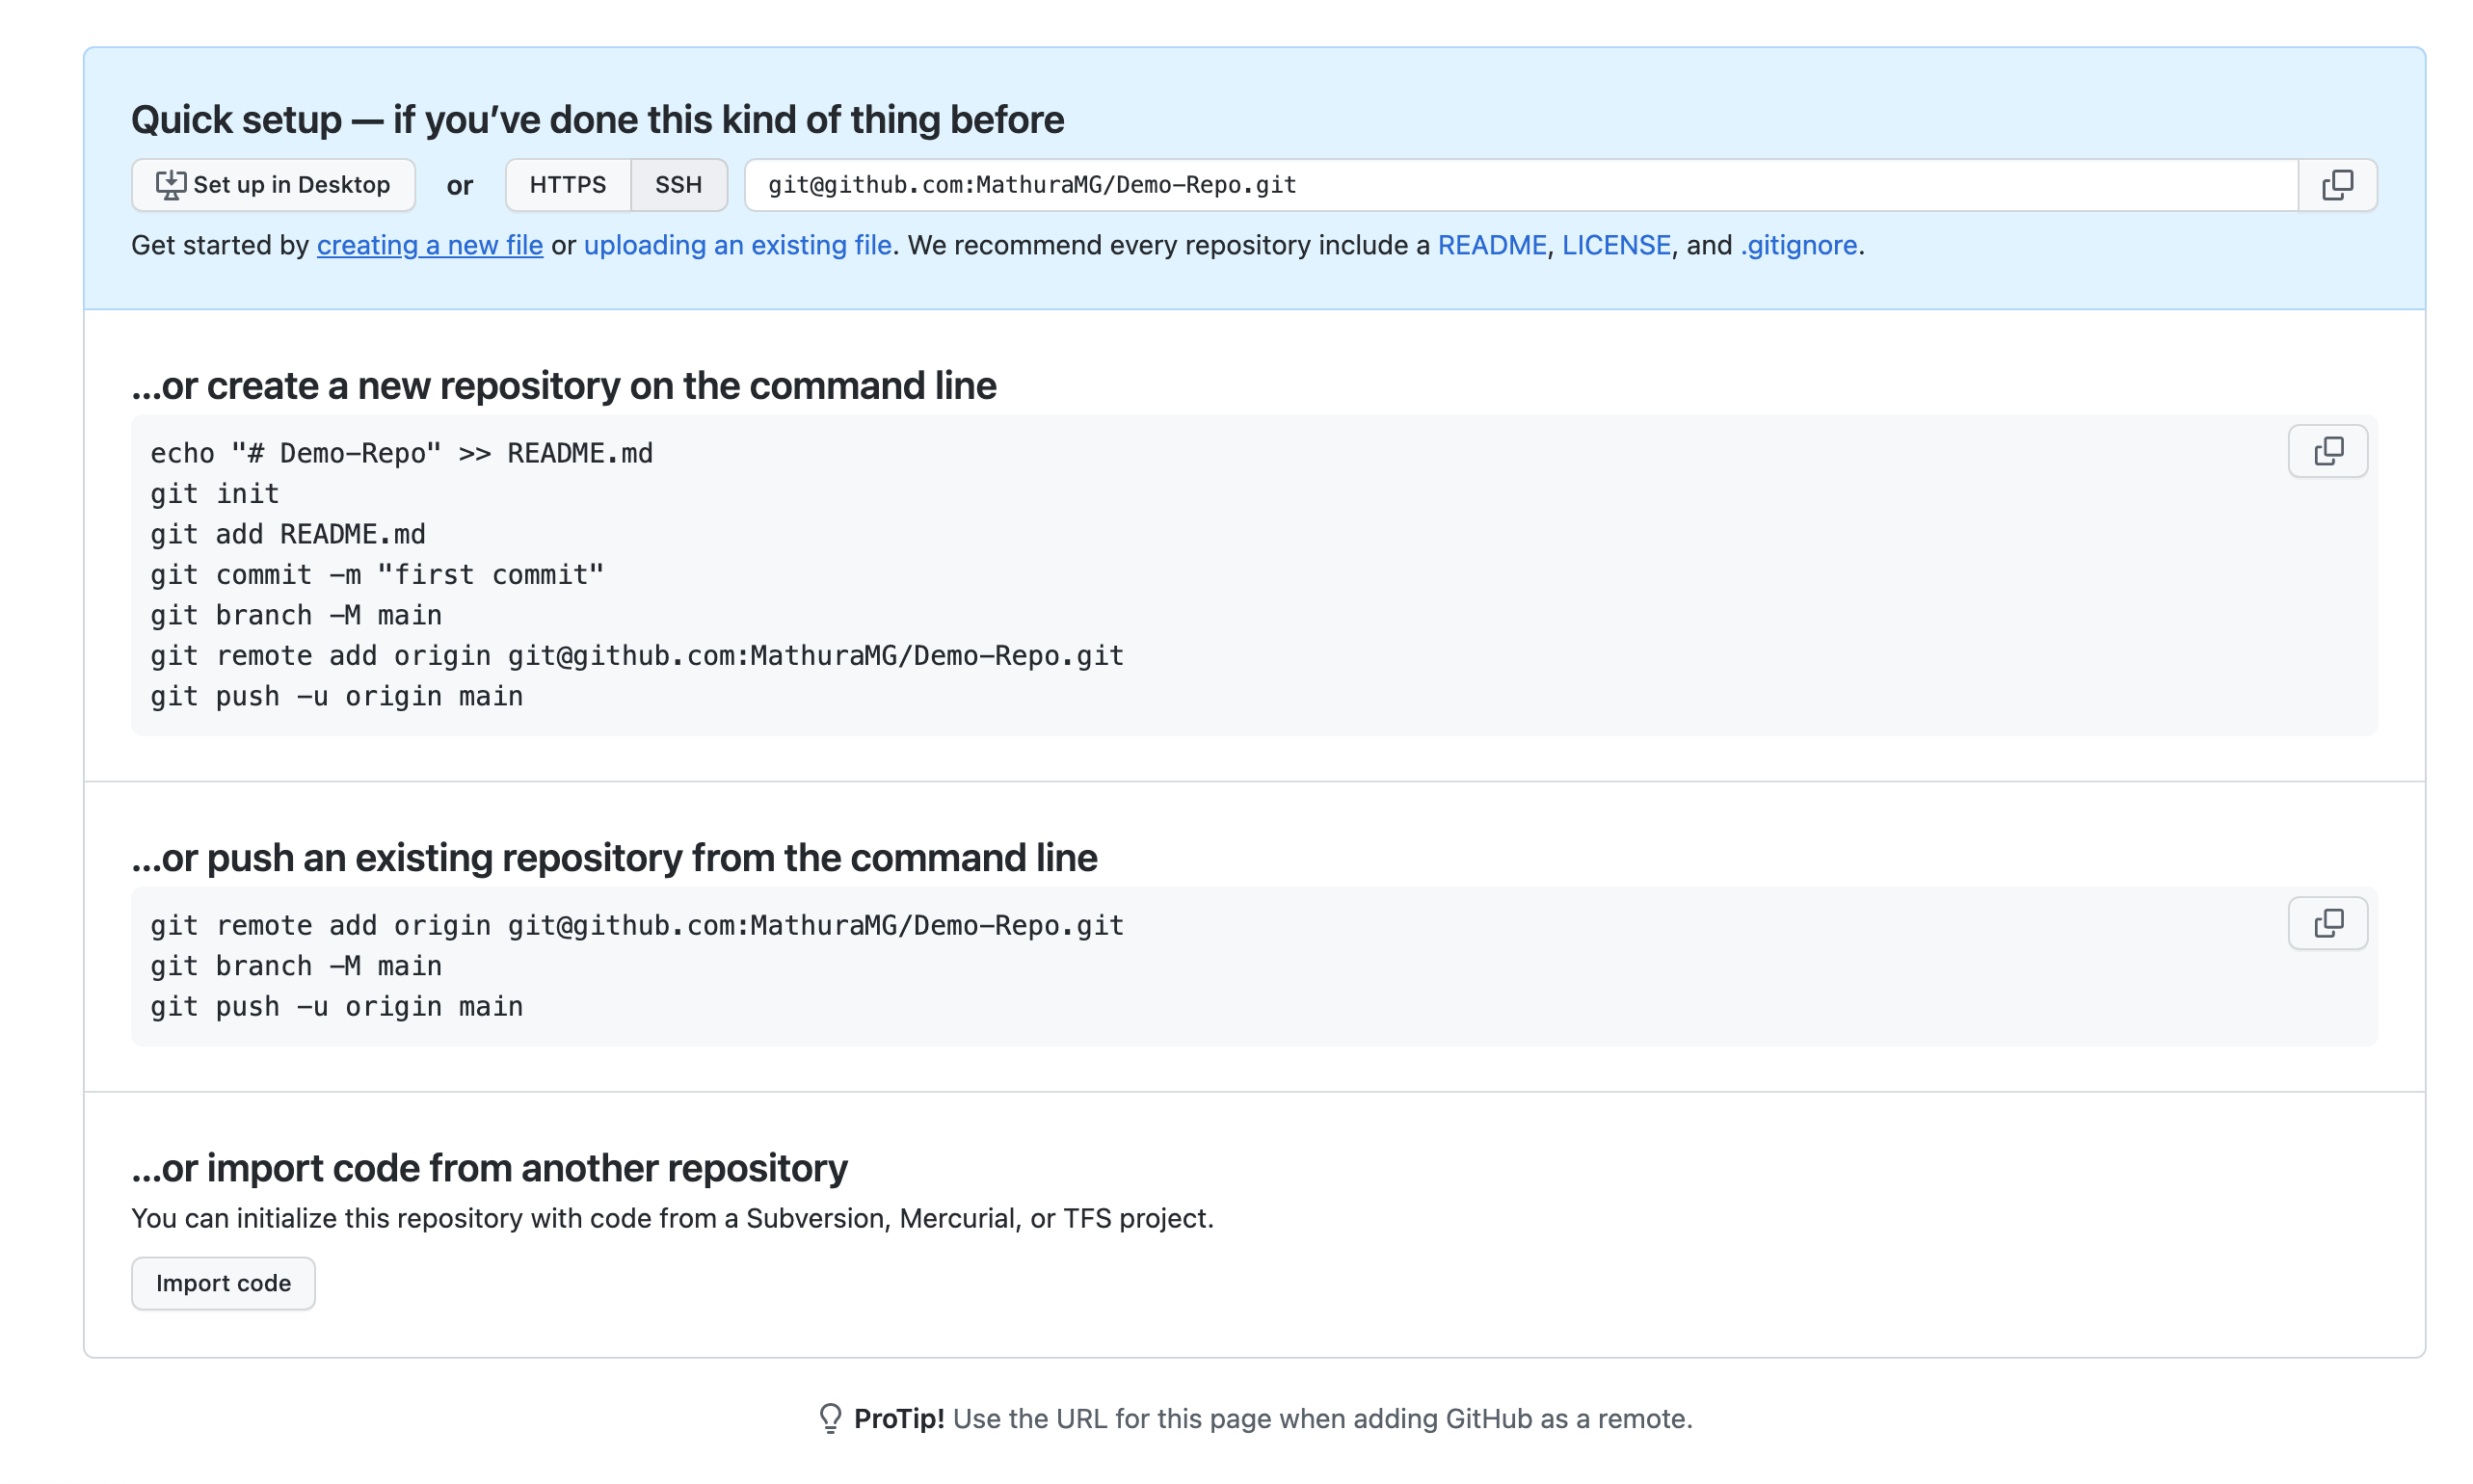 Quick setup — if you’ve done this kind of thing before
Set up in Desktop or HTTPS SSH git@github.com:MathuraMG/Demo-Repo.git
Get started by creating a new file or uploading an existing file. We recommend every repository include a README, LICENSE, and .gitignore.
…or create a new repository on the command line
echo "# Demo-Repo" >> README.md
git init
git add README.md
git commit -m "first commit"
git branch -M main
git remote add origin git@github.com:MathuraMG/Demo-Repo.git
git push -u origin main
…or push an existing repository from the command line
git remote add origin git@github.com:MathuraMG/Demo-Repo.git
git branch -M main
git push -u origin main
…or import code from another repository
You can initialize this repository with code from a Subversion, Mercurial, or TFS project.
Import code
ProTip! Use the URL for this page when adding GitHub as a remote.